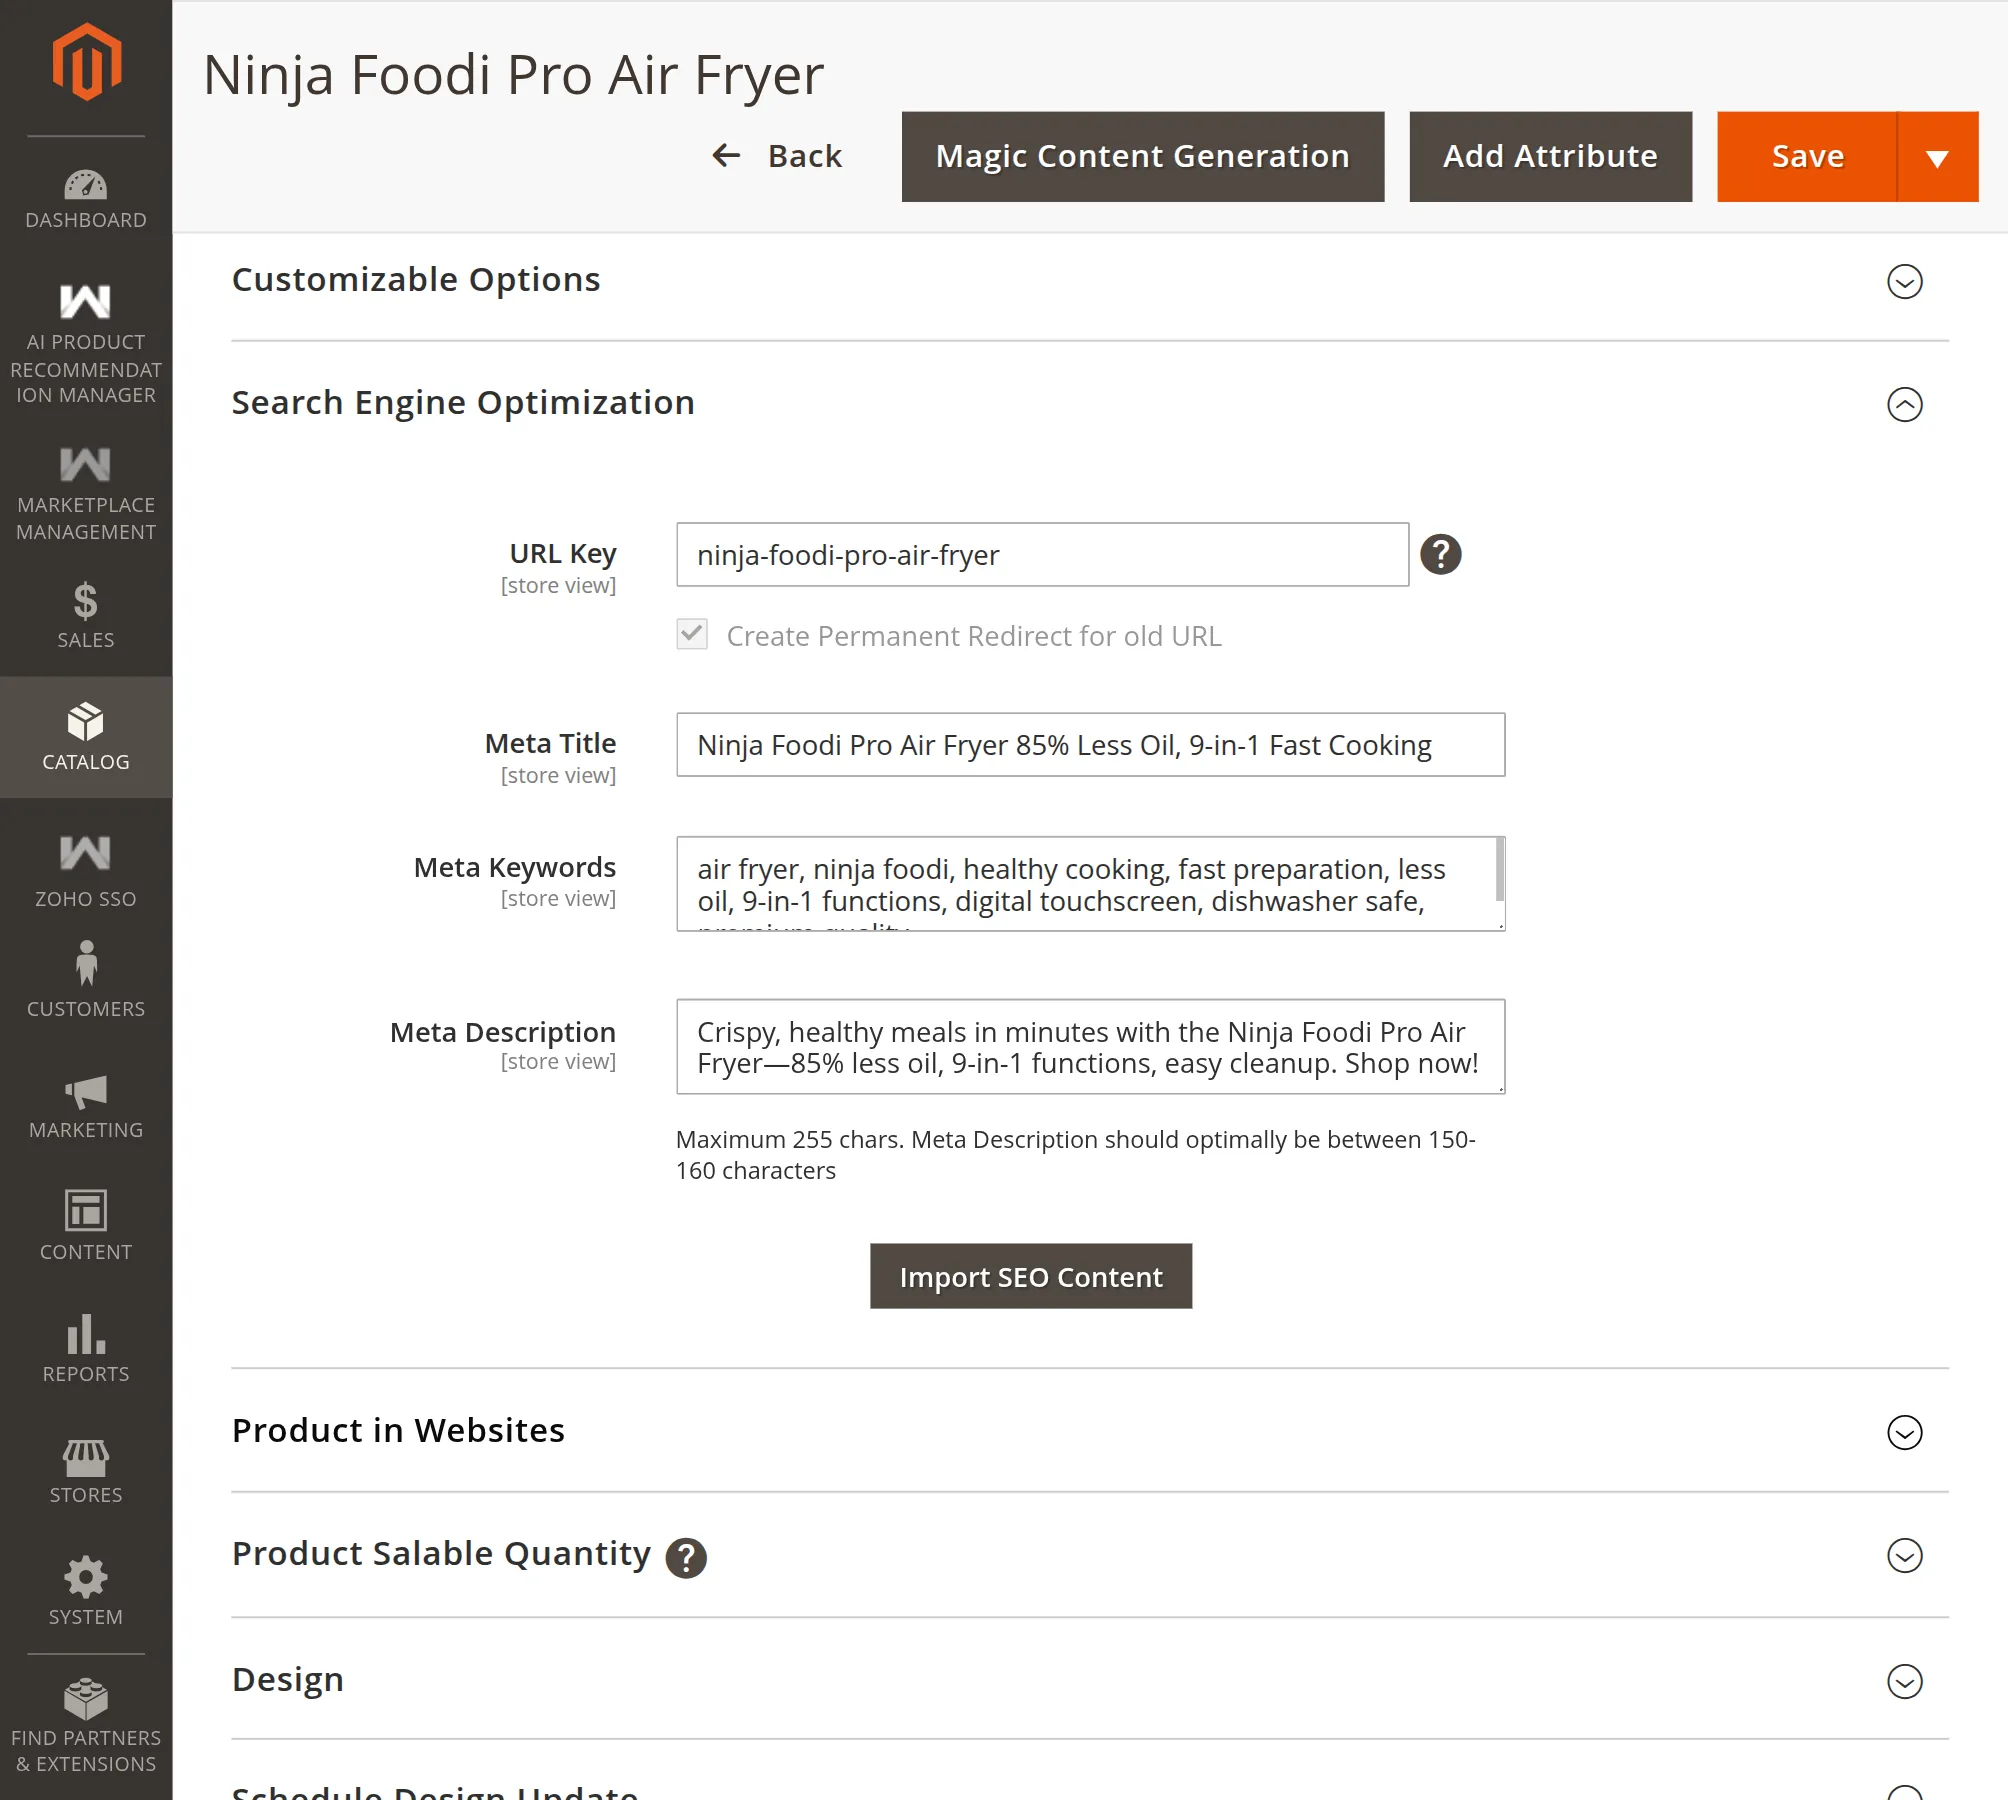 Ninja Foodi Pro Air Fryer
Back
Magic Content Generation
Add Attribute
Save
DASHBOARD
AI PRODUCT
RECOMMENDAT
ION MANAGER
MARKETPLACE
MANAGEMENT
SALES
CATALOG
ZOHO SSO
CUSTOMERS
MARKETING
CONTENT
REPORTS
STORES
SYSTEM
FIND PARTNERS
& EXTENSIONS
Customizable Options
Search Engine Optimization
URL Key
[store view]
ninja-foodi-pro-air-fryer
?
Create Permanent Redirect for old URL
Meta Title
[store view]
Ninja Foodi Pro Air Fryer 85% Less Oil, 9-in-1 Fast Cooking
Meta Keywords
[store view]
air fryer, ninja foodi, healthy cooking, fast preparation, less
oil, 9-in-1 functions, digital touchscreen, dishwasher safe,
premium quality
Meta Description
[store view]
Crispy, healthy meals in minutes with the Ninja Foodi Pro Air
Fryer—85% less oil, 9-in-1 functions, easy cleanup. Shop now!
Maximum 255 chars. Meta Description should optimally be between 150-
160 characters
Import SEO Content
Product in Websites
Product Salable Quantity ?
Design
Schedule Design Update